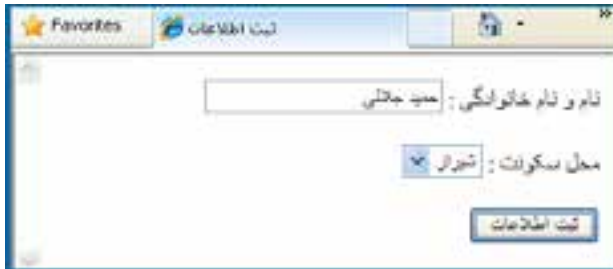 Favorites ثبت اطلاعات »
نام و نام خانوادگی : حمید جلالی
محل سکونت : شیراز
ثبت اطلاعات